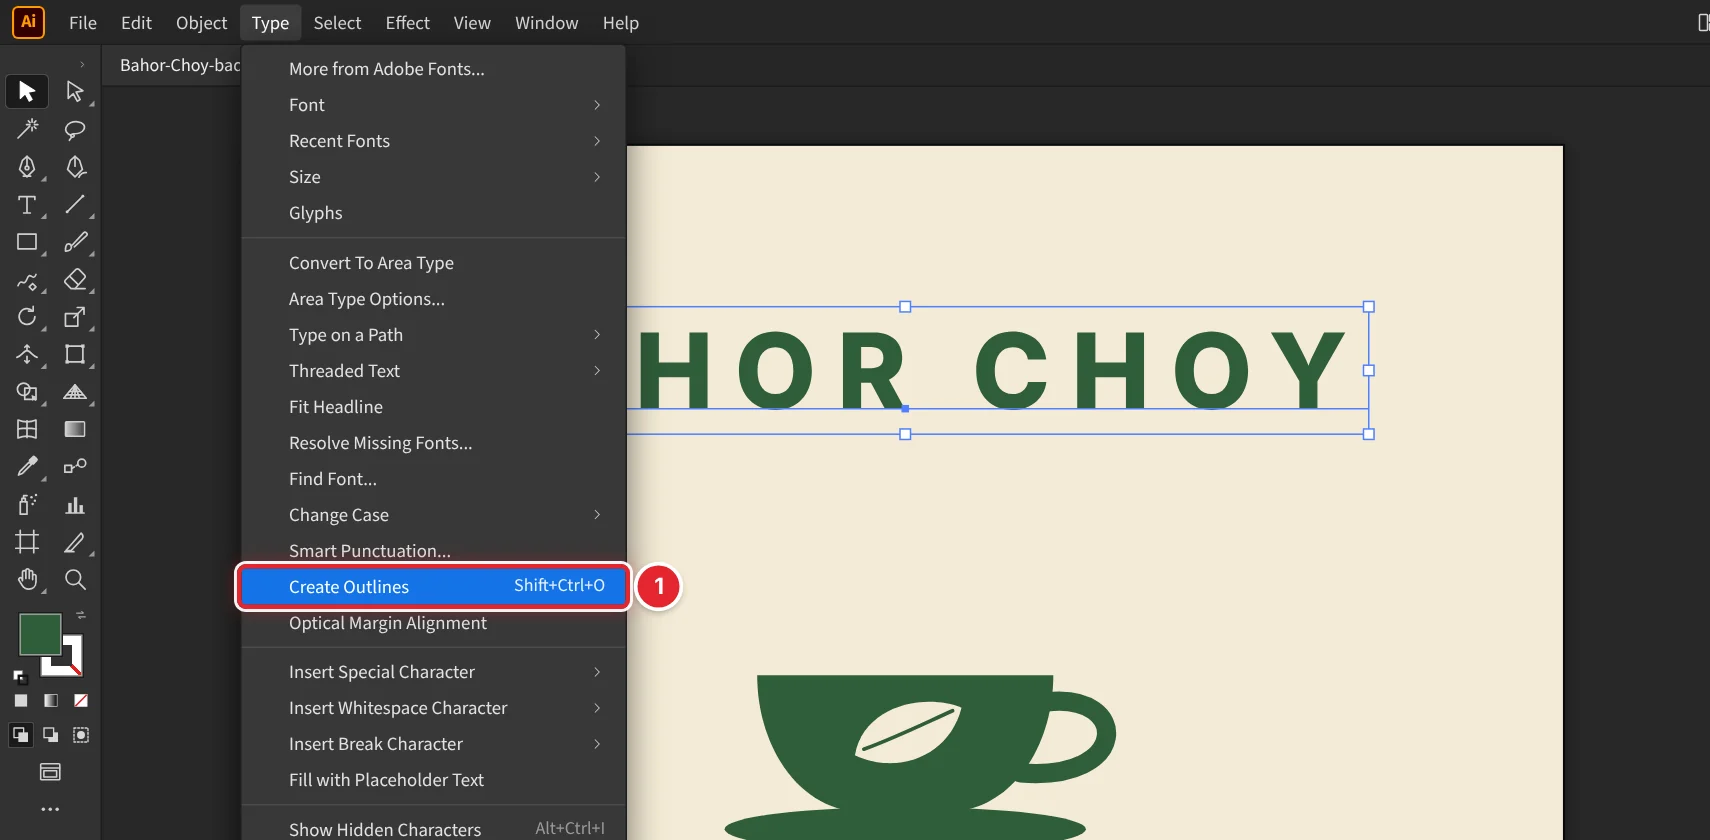 Ai File Edit Object Type Select Effect View Window Help
Bahor-Choy-bac
More from Adobe Fonts...
Font
Recent Fonts
Size
Glyphs
Convert To Area Type
Area Type Options...
Type on a Path
Threaded Text
Fit Headline
Resolve Missing Fonts...
Find Font...
Change Case
Smart Punctuation...
Create Outlines Shift+Ctrl+O
1
Optical Margin Alignment
Insert Special Character
Insert Whitespace Character
Insert Break Character
Fill with Placeholder Text
Show Hidden Characters Alt+Ctrl+I
HOR CHOY